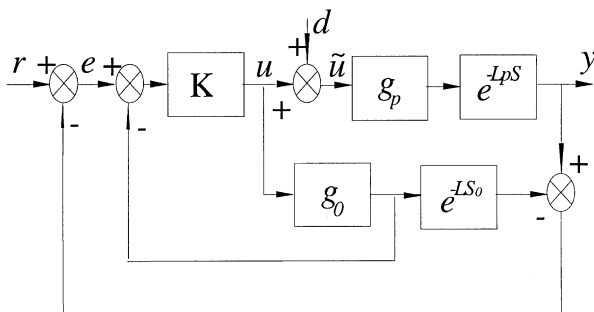 d
r + e + K u + ũ g_p e^{-LpS} y
+
- -
g_0 e^{-LS_0} + -